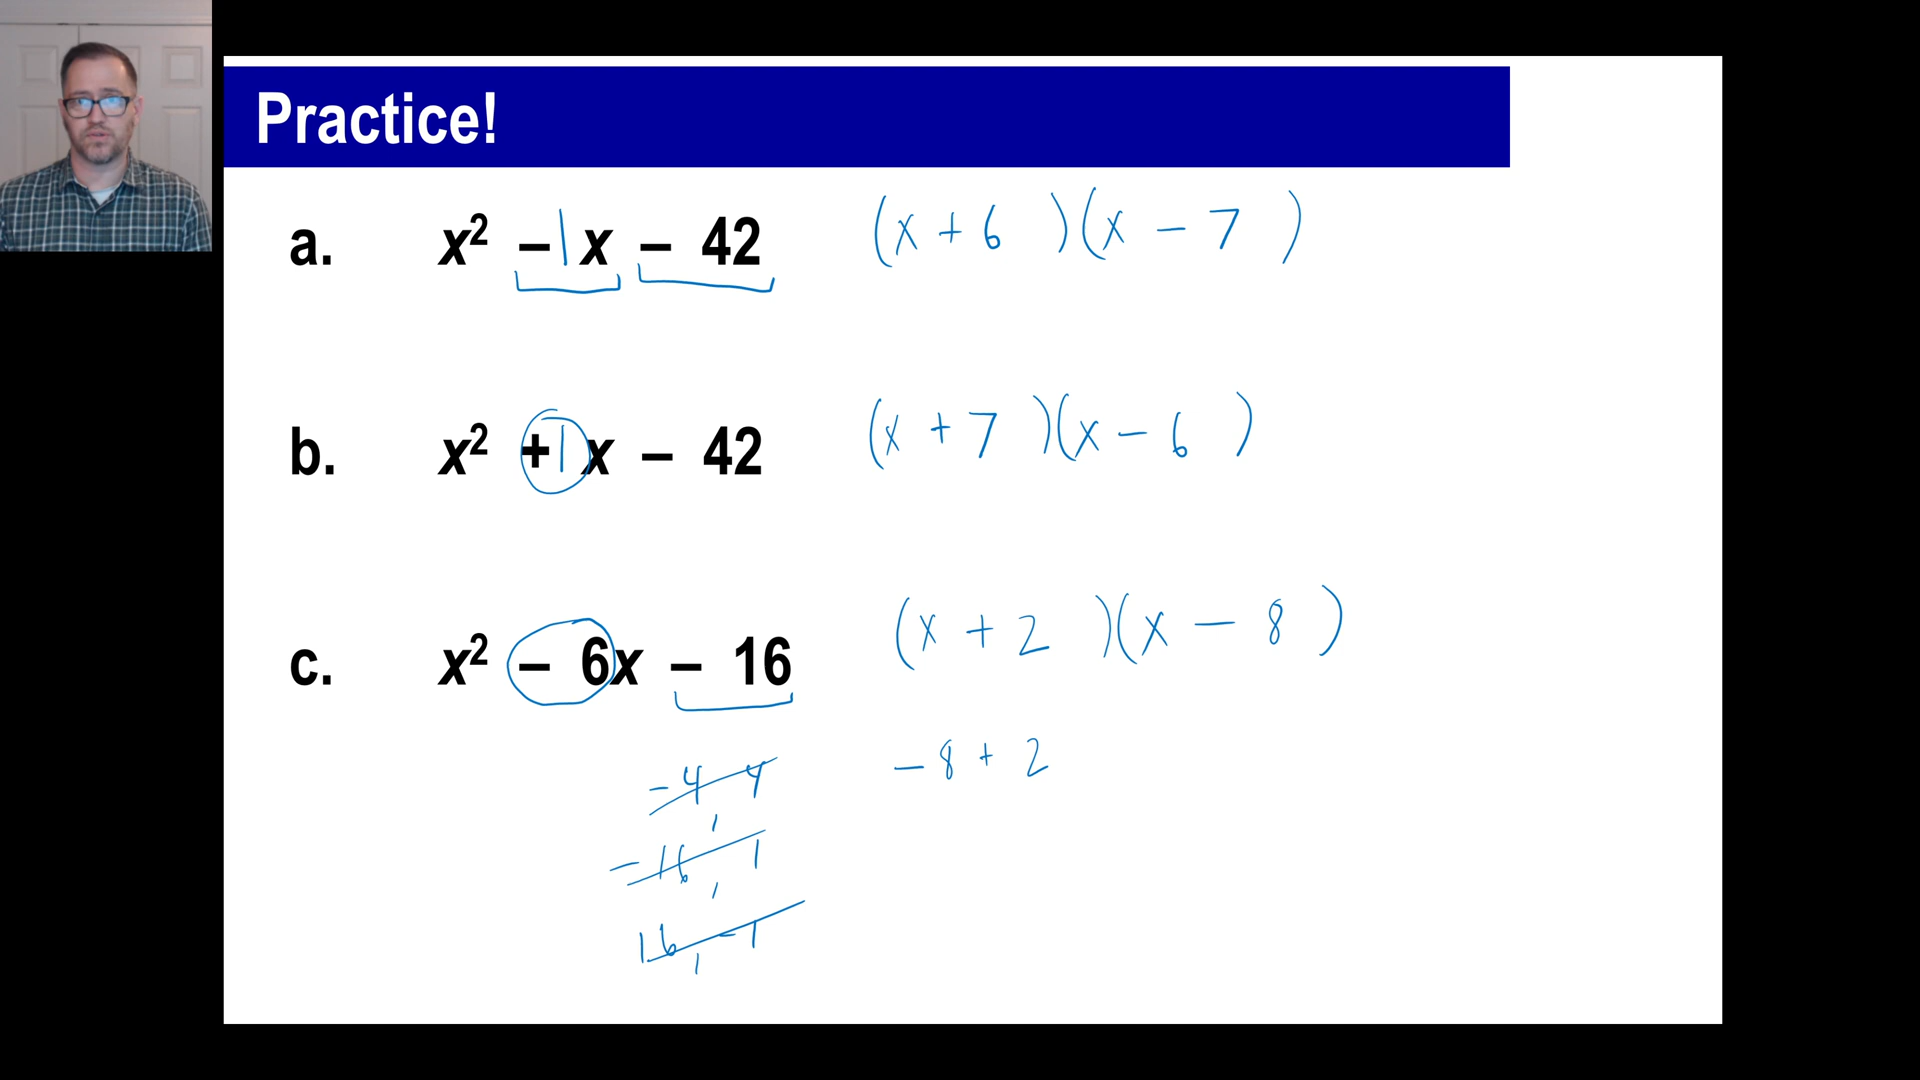 Practice!
a. x² –1x – 42 (x + 6 )(x – 7 )
b. x² +1x – 42 (x + 7 )(x – 6 )
c. x² – 6x – 16 (x + 2 )(x – 8 )
– 8 + 2
– 4 , 4
– 16 , 1
16 , – 1